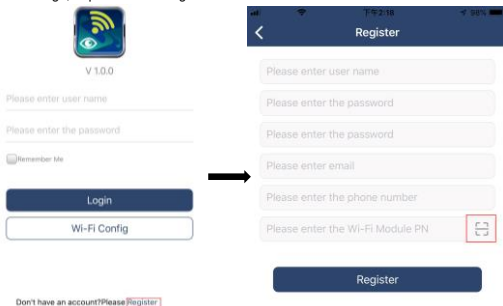 V 1.0.0
Please enter user name
Please enter the password
Remember Me
Login
Wi-Fi Config
Don't have an account?Please Register
下午2:18
98%
Register
Please enter user name
Please enter the password
Please enter the password
Please enter email
Please enter the phone number
Please enter the Wi-Fi Module PN
Register